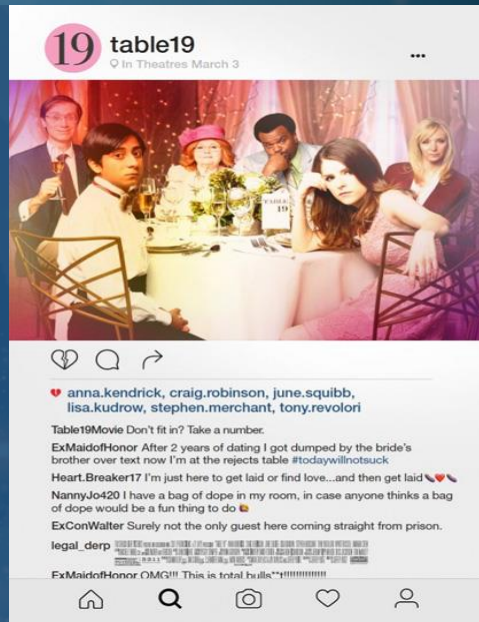 19 table19
In Theatres March 3
TABLE
19
anna.kendrick, craig.robinson, june.squibb,
lisa.kudrow, stephen.merchant, tony.revolori
Table19Movie Don't fit in? Take a number.
ExMaidofHonor After 2 years of dating I got dumped by the bride's
brother over text now I'm at the rejects table #todaywillnotsuck
Heart.Breaker17 I'm just here to get laid or find love...and then get laid🍆❤️🍆
NannyJo420 I have a bag of dope in my room, in case anyone thinks a bag
of dope would be a fun thing to do
ExConWalter Surely not the only guest here coming straight from prison.
legal_derp
ExMaidofHonor OMG!!! This is total bulls**t!!!!!!!!!!!!!!